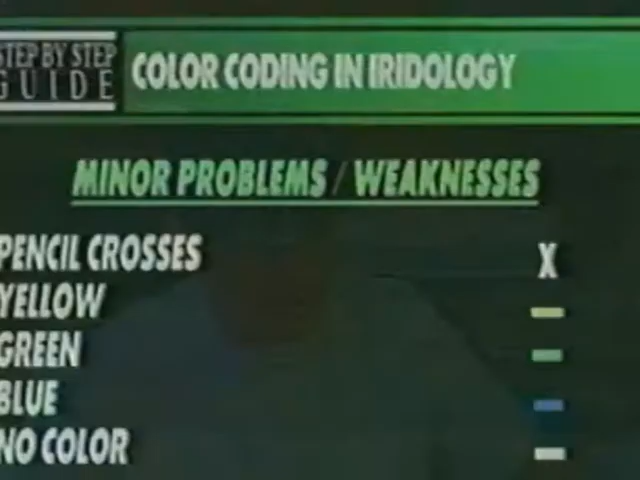 STEP BY STEP
GUIDE
COLOR CODING IN IRIDOLOGY
MINOR PROBLEMS / WEAKNESSES
PENCIL CROSSES X
YELLOW
GREEN
BLUE
NO COLOR